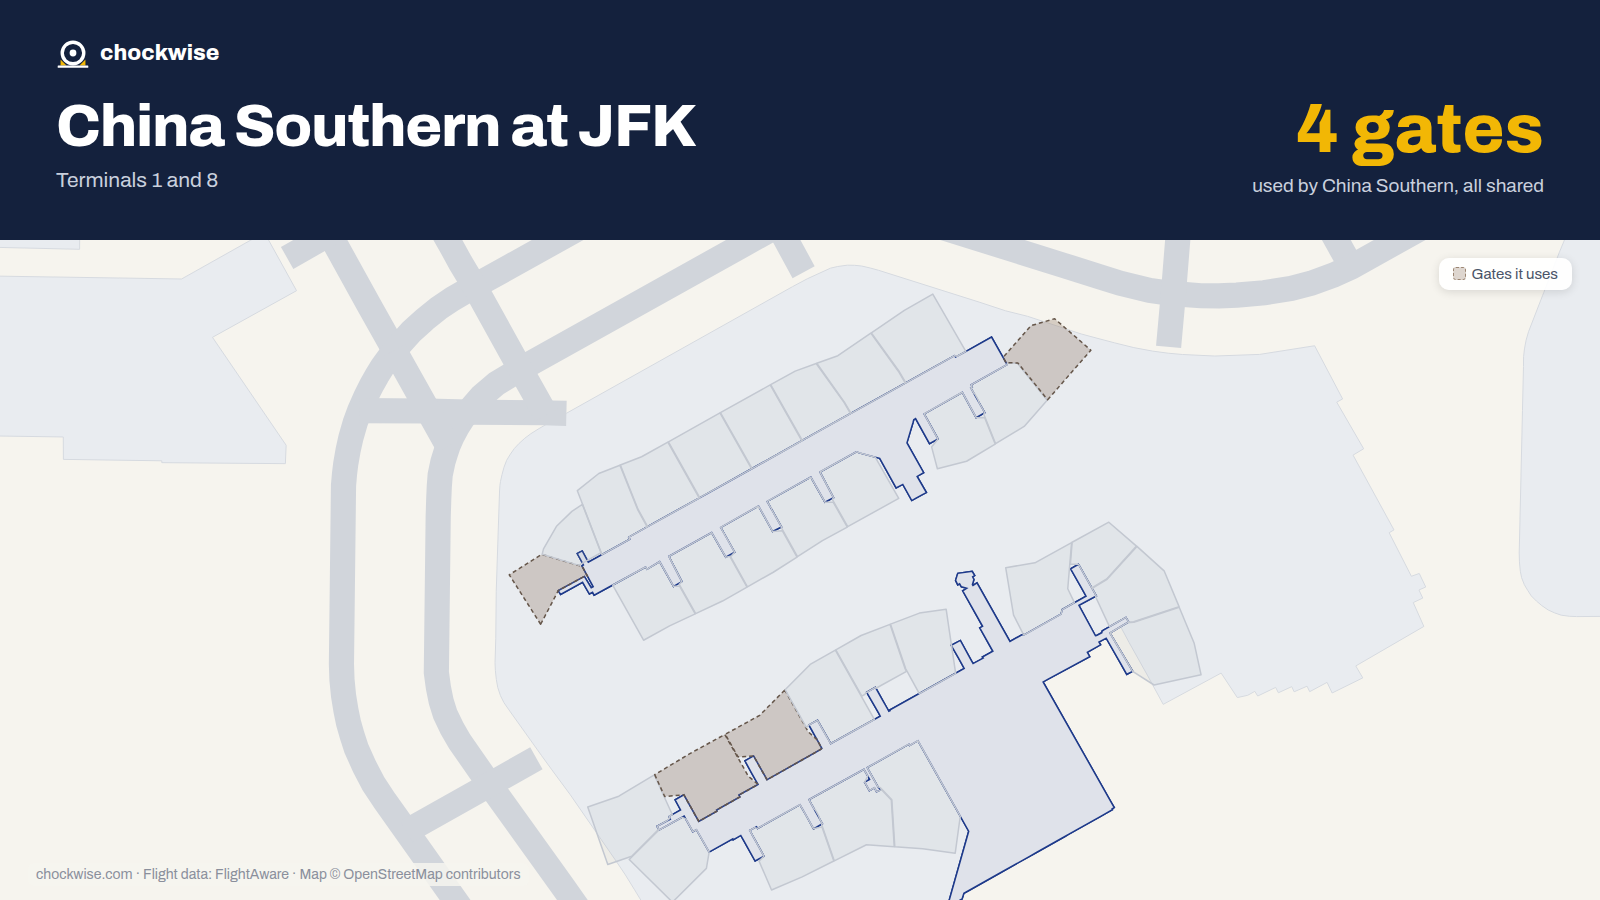 chockwise
China Southern at JFK
Terminals 1 and 8
4 gates
used by China Southern, all shared
Gates it uses
chockwise.com · Flight data: FlightAware · Map © OpenStreetMap contributors